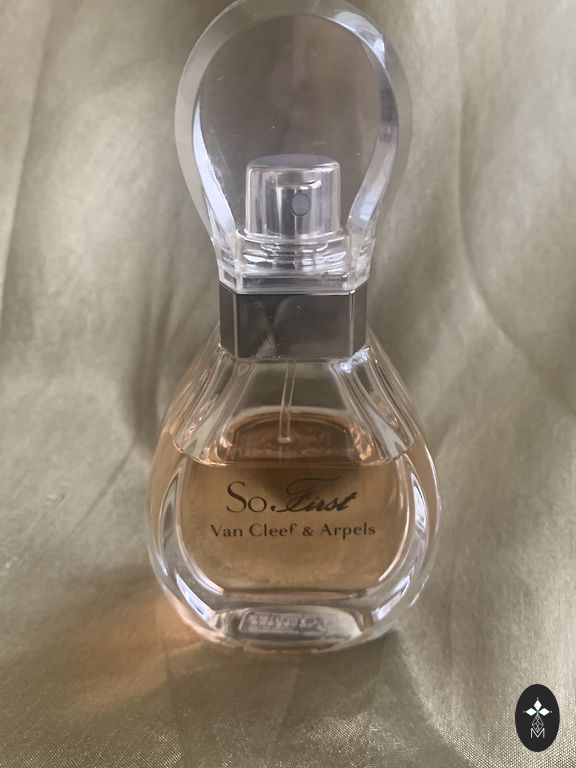 So First
Van Cleef & Arpels